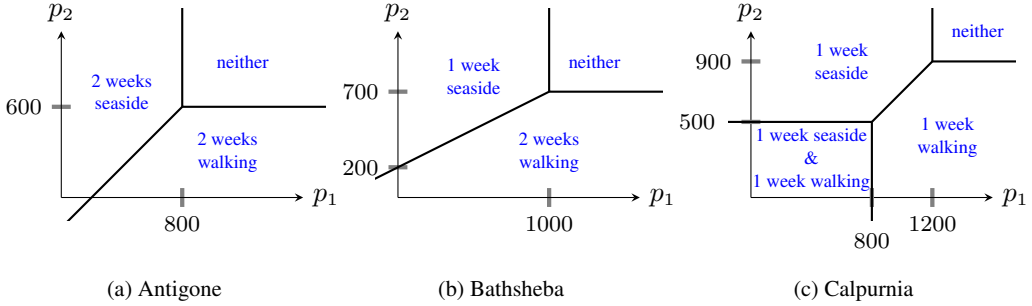 p₂
600
2 weeks
seaside
neither
2 weeks
walking
800
p₁
(a) Antigone
p₂
700
200
1 week
seaside
neither
2 weeks
walking
1000
p₁
(b) Bathsheba
p₂
900
500
1 week
seaside
neither
1 week
walking
1 week seaside
&
1 week walking
800
1200
p₁
(c) Calpurnia